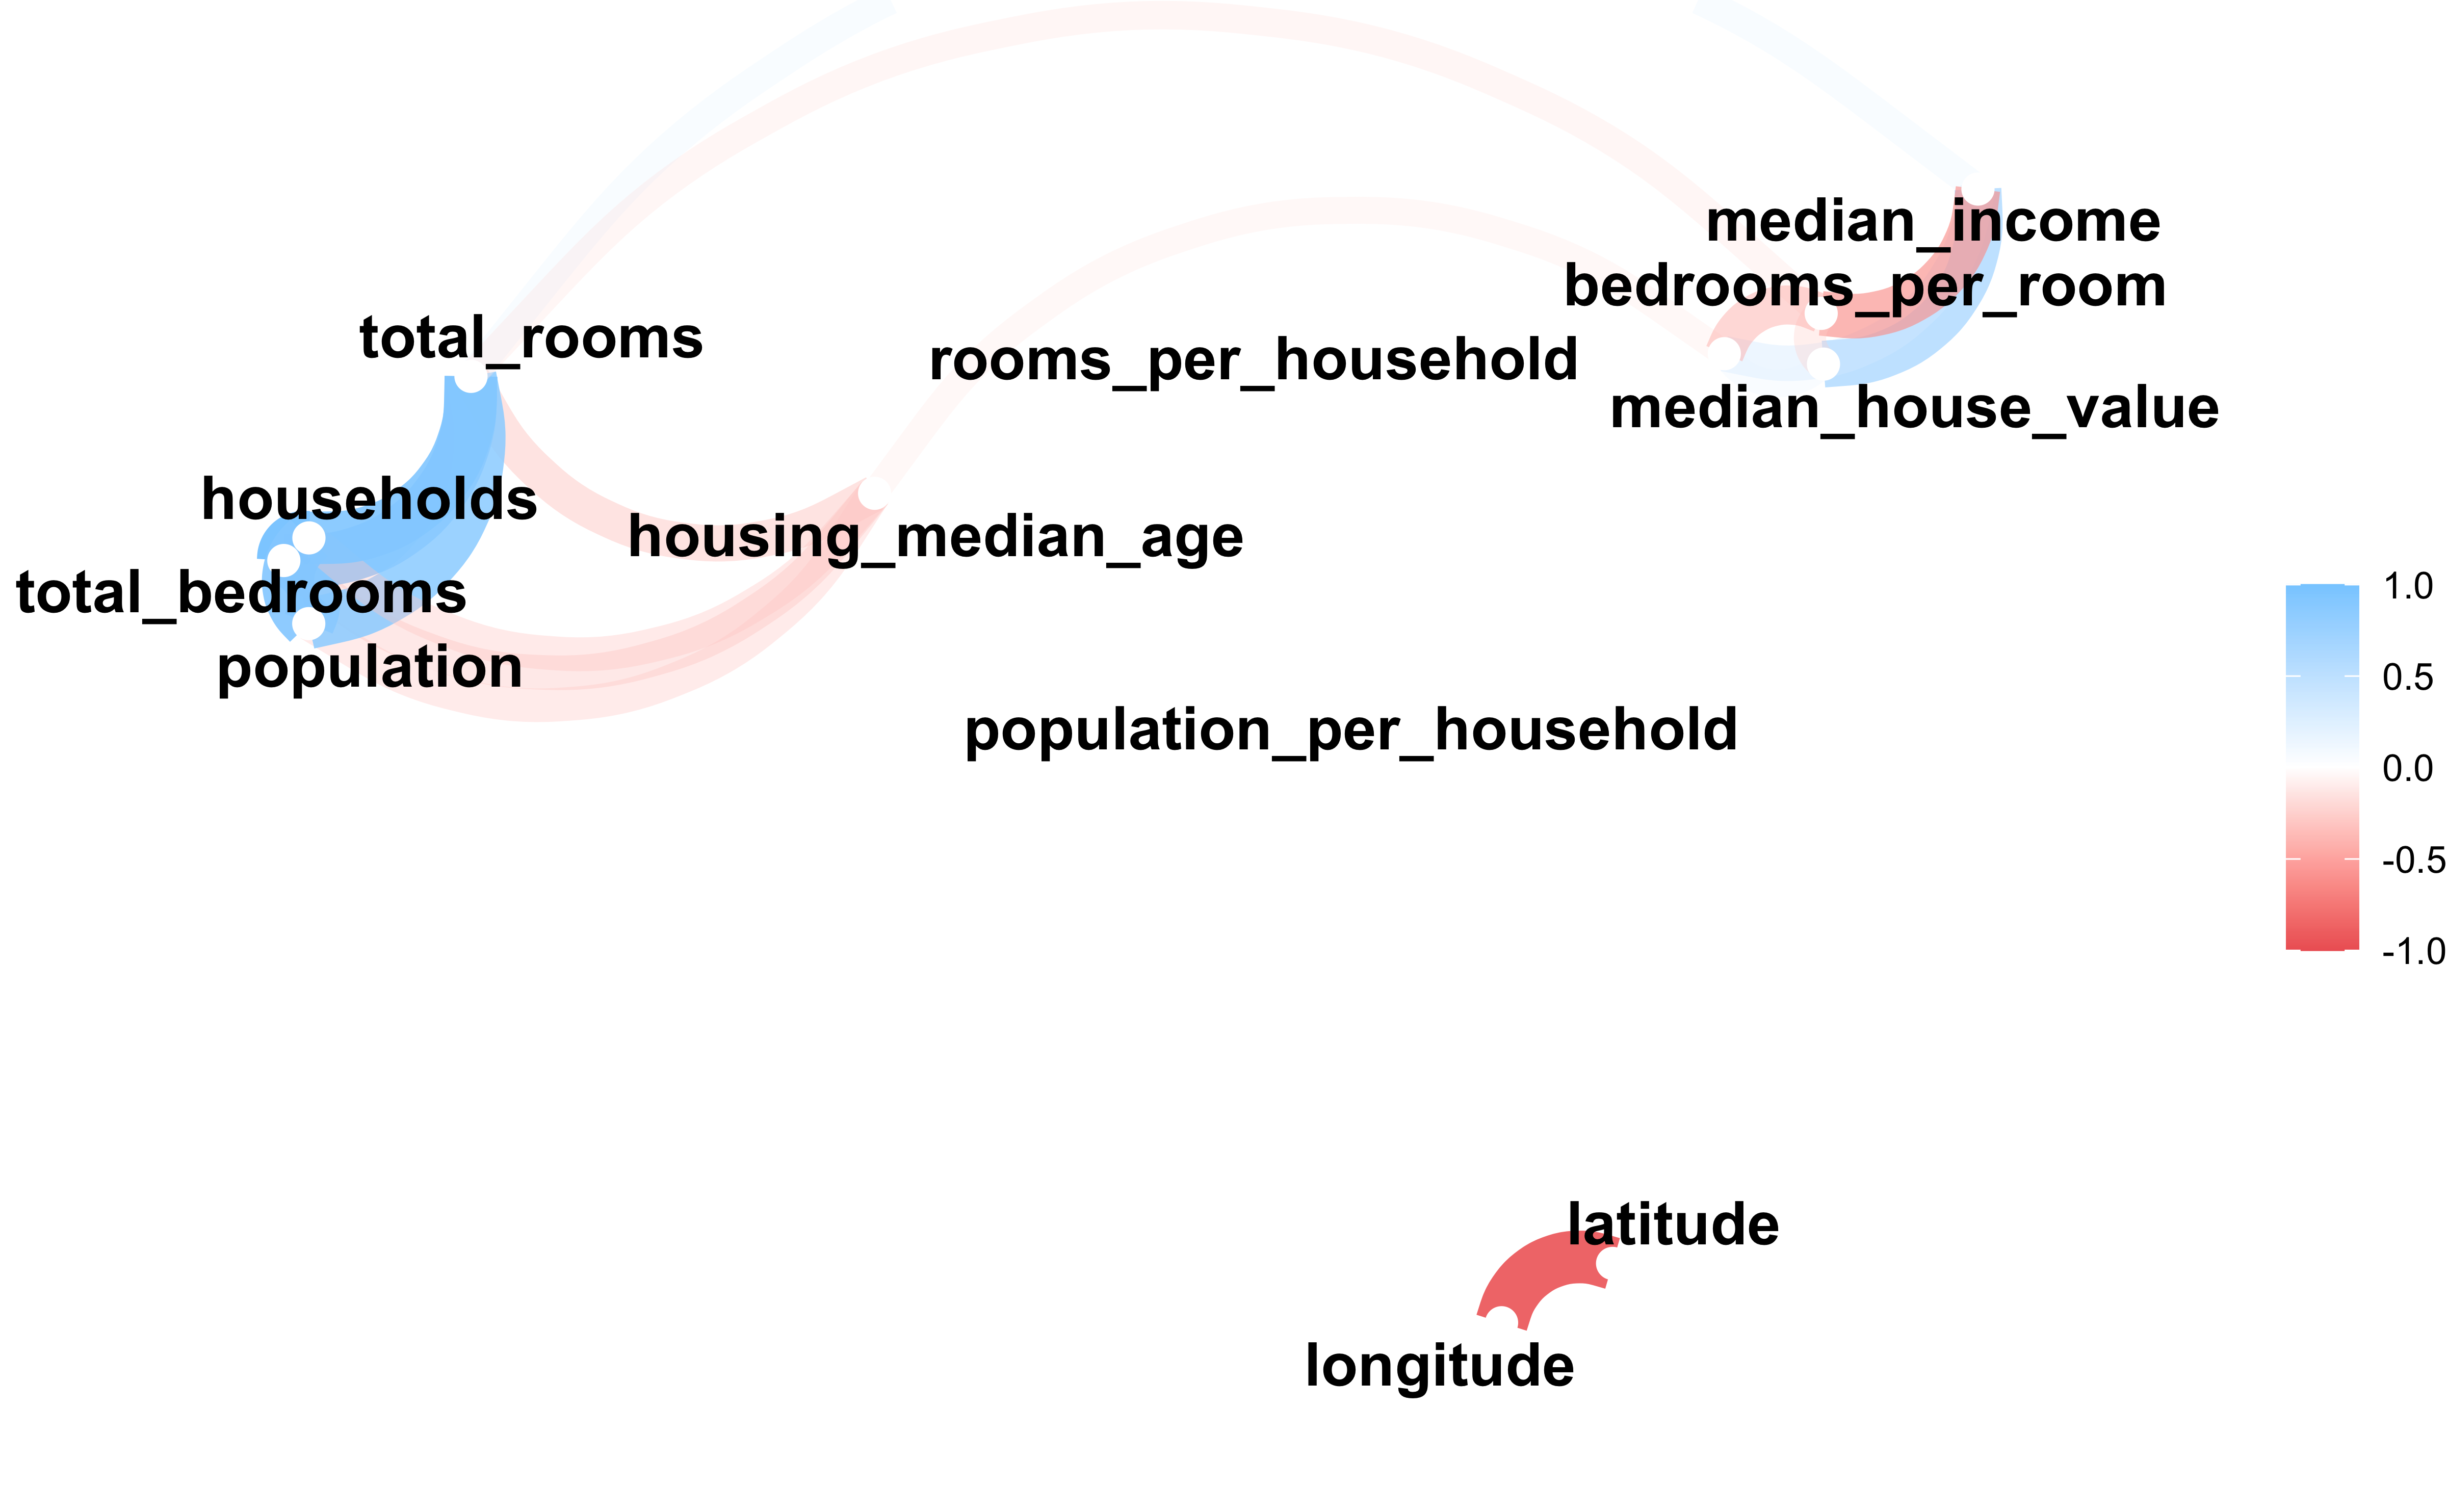 median_income
bedrooms_per_room
total_rooms
rooms_per_household
median_house_value
households
housing_median_age
total_bedrooms
population
population_per_household
1.0
0.5
0.0
-0.5
-1.0
latitude
longitude